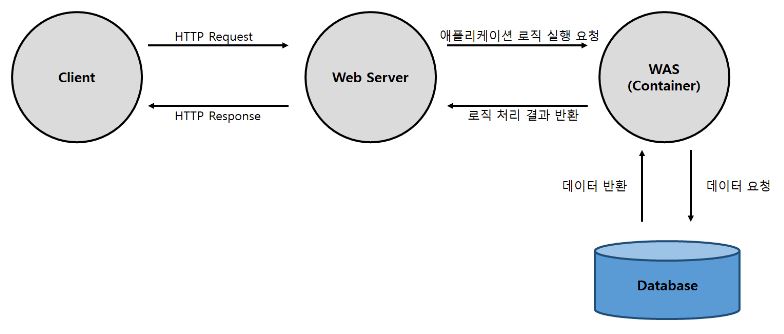 HTTP Request
애플리케이션 로직 실행 요청
Client
Web Server
WAS
(Container)
HTTP Response
로직 처리 결과 반환
데이터 반환
데이터 요청
Database